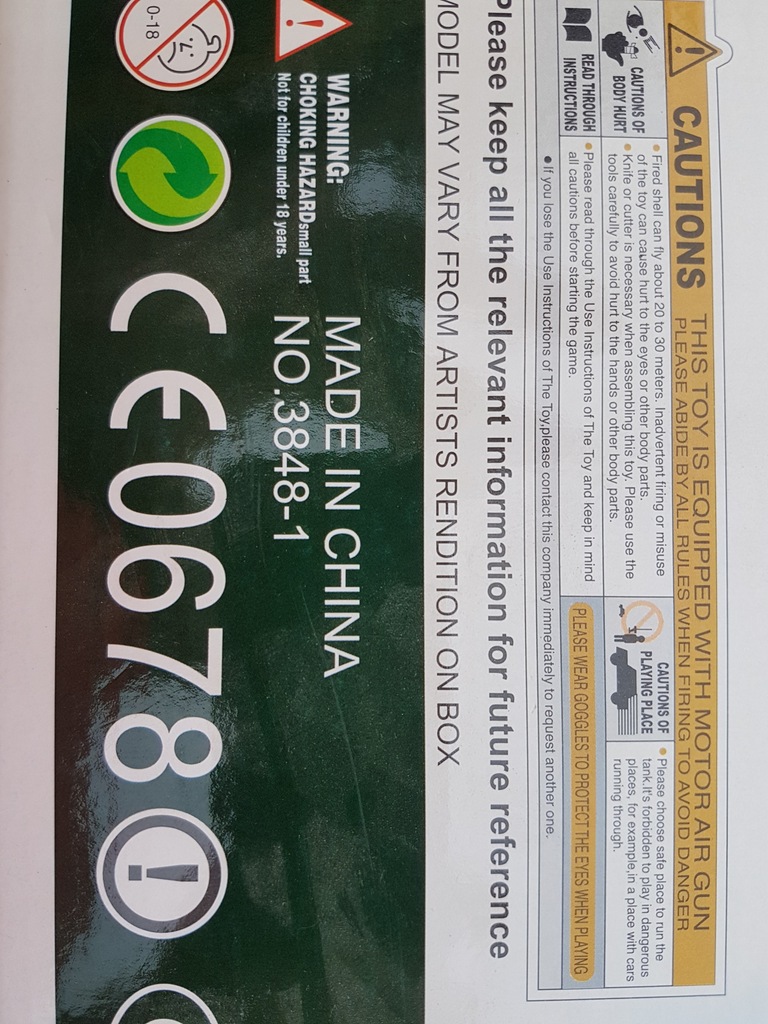 CAUTIONS THIS TOY IS EQUIPPED WITH MOTOR AIR GUN
PLEASE ABIDE BY ALL RULES WHEN FIRING TO AVOID DANGER
CAUTIONS OF
BODY HURT
• Fired shell can fly about 20 to 30 meters. Inadvertent firing or misuse
of the toy can cause hurt to the eyes or other body parts.
• Knife or cutter is necessary when assembling this toy. Please use the
tools carefully to avoid hurt to the hands or other body parts.
CAUTIONS OF
PLAYING PLACE
• Please choose safe place to run the
tank.It's forbidden to play in dangerous
places, for example,in a place with cars
running through.
READ THROUGH
INSTRUCTIONS
• Please read through the Use Instructions of The Toy and keep in mind
all cautions before starting the game.
PLEASE WEAR GOGGLES TO PROTECT THE EYES WHEN PLAYING
• If you lose the Use Instructions of The Toy,please contact this company immediately to request another one.
Please keep all the relevant information for future reference
MODEL MAY VARY FROM ARTISTS RENDITION ON BOX
WARNING:
CHOKING HAZARDsmall part
Not for children under 18 years.
MADE IN CHINA
NO.3848-1
0-18
CE0678